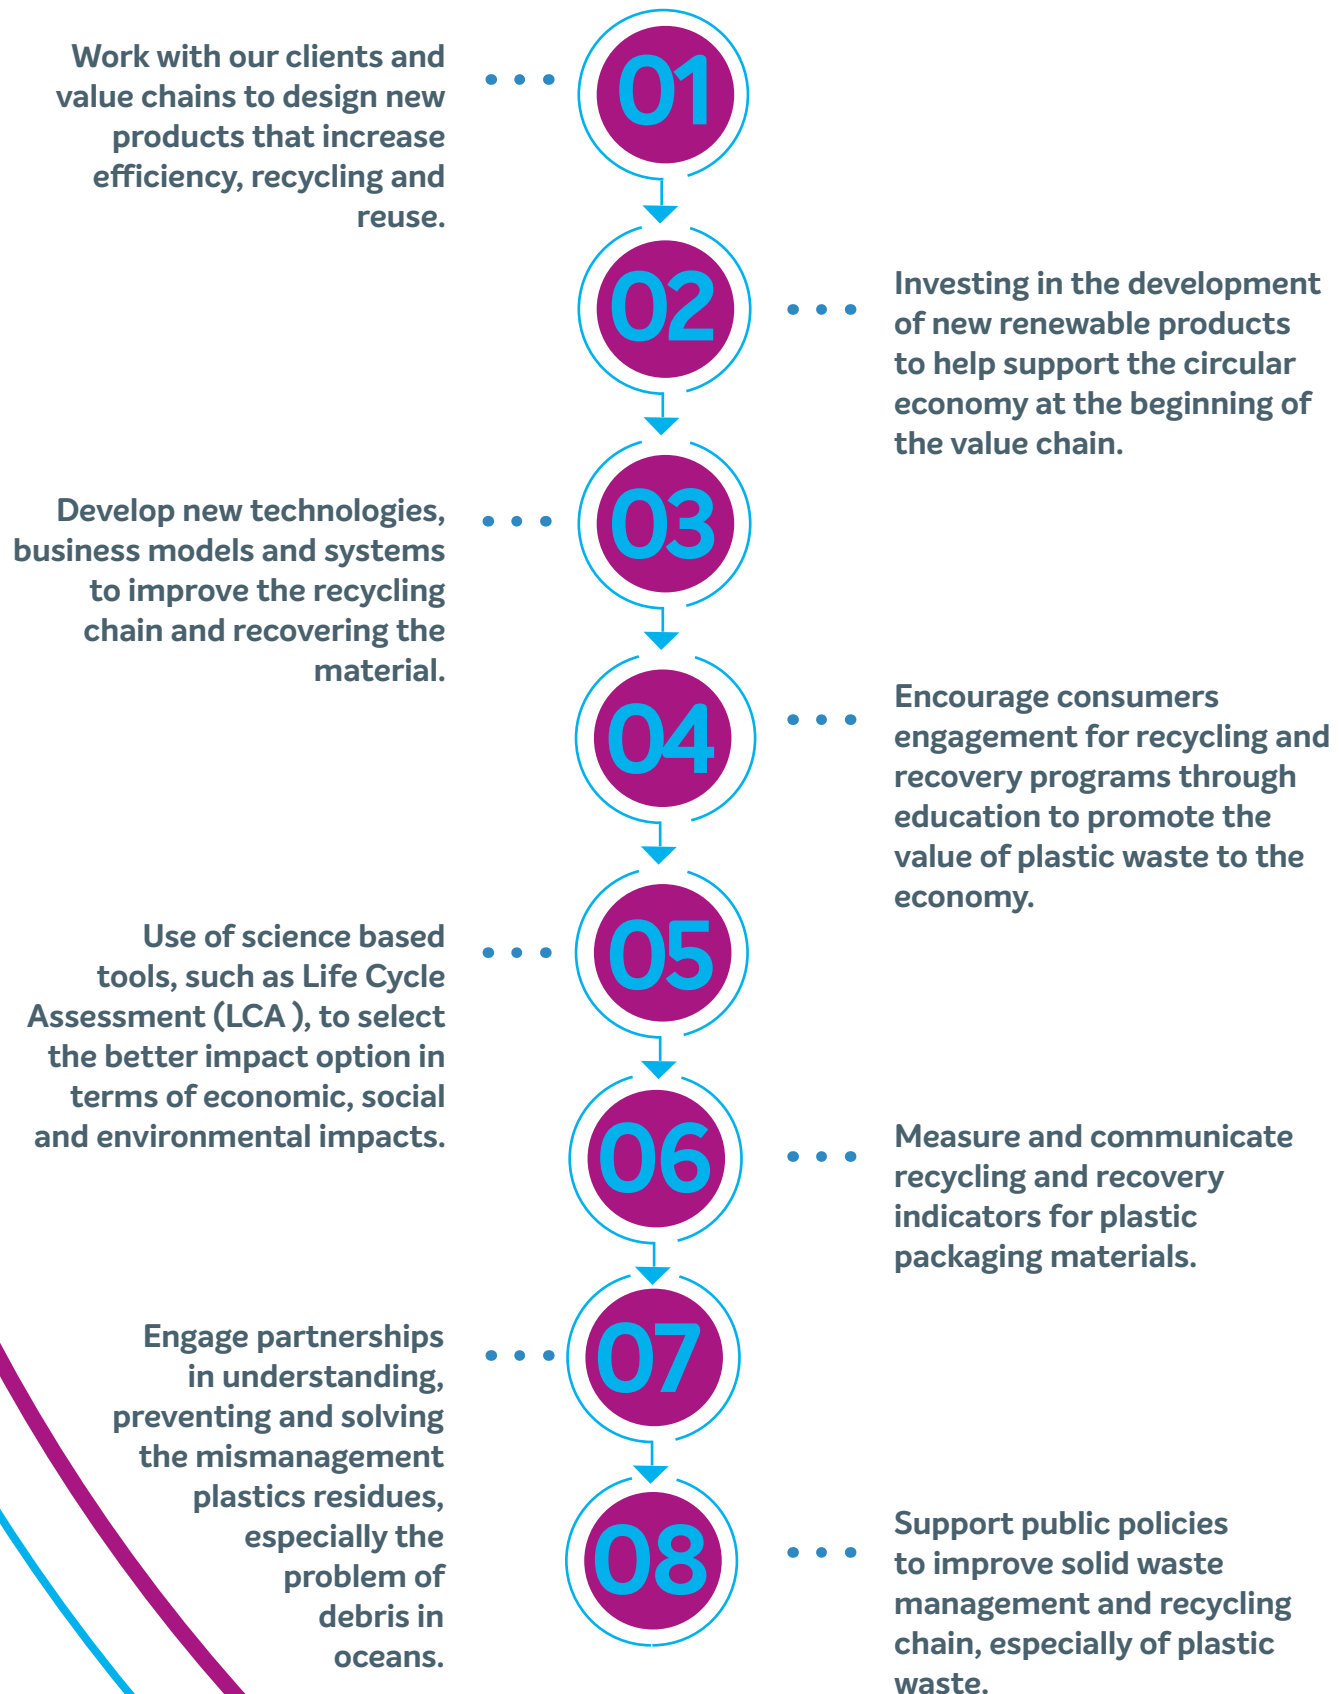 01
Work with our clients and
value chains to design new
products that increase
efficiency, recycling and
reuse.
02
Investing in the development
of new renewable products
to help support the circular
economy at the beginning of
the value chain.
03
Develop new technologies,
business models and systems
to improve the recycling
chain and recovering the
material.
04
Encourage consumers
engagement for recycling and
recovery programs through
education to promote the
value of plastic waste to the
economy.
05
Use of science based
tools, such as Life Cycle
Assessment (LCA ), to select
the better impact option in
terms of economic, social
and environmental impacts.
06
Measure and communicate
recycling and recovery
indicators for plastic
packaging materials.
07
Engage partnerships
in understanding,
preventing and solving
the mismanagement
plastics residues,
especially the
problem of
debris in
oceans.
08
Support public policies
to improve solid waste
management and recycling
chain, especially of plastic
waste.